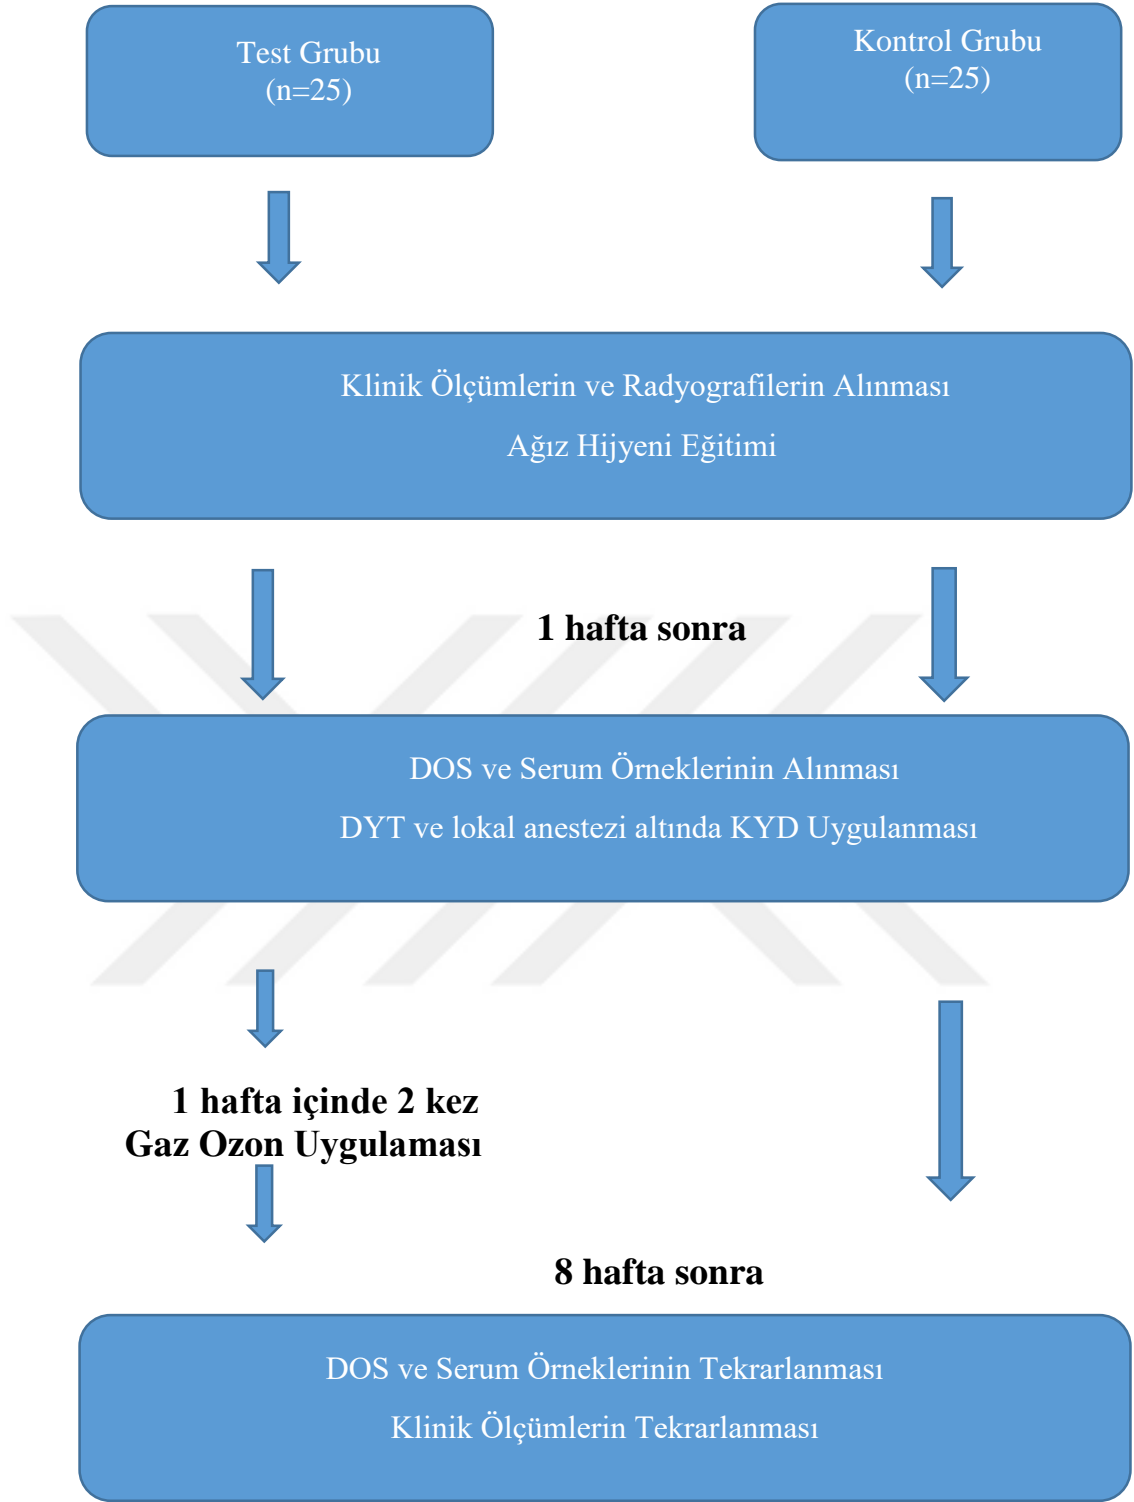 Test Grubu
(n=25)
Kontrol Grubu
(n=25)
Klinik Ölçümlerin ve Radyografilerin Alınması
Ağız Hijyeni Eğitimi
1 hafta sonra
DOS ve Serum Örneklerinin Alınması
DYT ve lokal anestezi altında KYD Uygulanması
1 hafta içinde 2 kez
Gaz Ozon Uygulaması
8 hafta sonra
DOS ve Serum Örneklerinin Tekrarlanması
Klinik Ölçümlerin Tekrarlanması